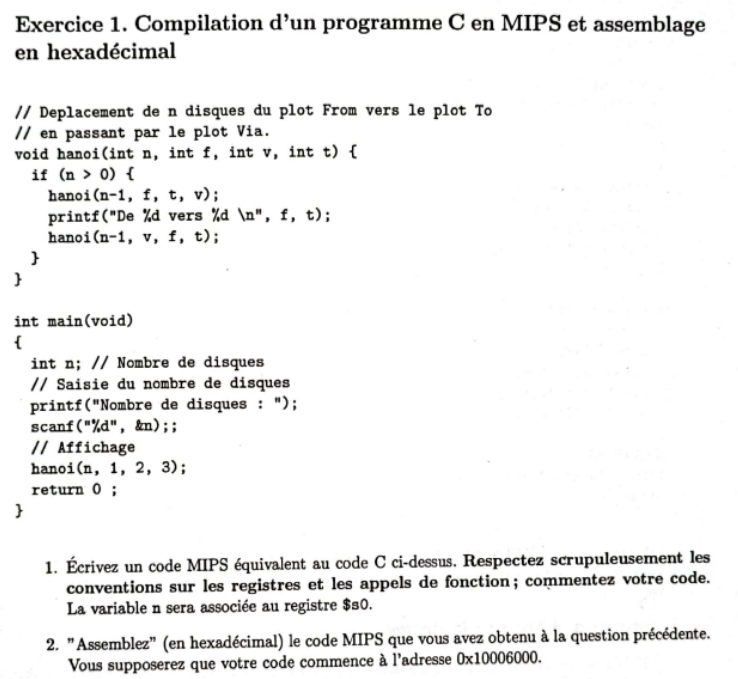 Exercice 1. Compilation d'un programme C en MIPS et assemblage
en hexadécimal
// Deplacement de n disques du plot From vers le plot To
// en passant par le plot Via.
void hanoi(int n, int f, int v, int t) {
  if (n > 0) {
    hanoi(n-1, f, t, v);
    printf("De %d vers %d \n", f, t);
    hanoi(n-1, v, f, t);
  }
}
int main(void)
{
  int n; // Nombre de disques
  // Saisie du nombre de disques
  printf("Nombre de disques : ");
  scanf("%d", &n);;
  // Affichage
  hanoi(n, 1, 2, 3);
  return 0 ;
}
1. Écrivez un code MIPS équivalent au code C ci-dessus. Respectez scrupuleusement les
conventions sur les registres et les appels de fonction; commentez votre code.
La variable n sera associée au registre $s0.
2. "Assemblez" (en hexadécimal) le code MIPS que vous avez obtenu à la question précédente.
Vous supposerez que votre code commence à l'adresse 0x10006000.